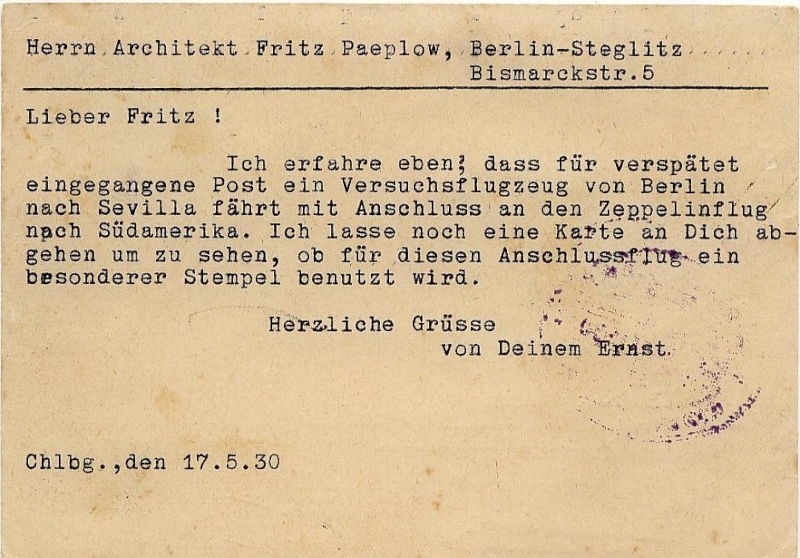 Herrn Architekt Fritz Paeplow, Berlin-Steglitz
Bismarckstr.5
Lieber Fritz !
Ich erfahre eben, dass für verspätet
eingegangene Post ein Versuchsflugzeug von Berlin
nach Sevilla fährt mit Anschluss an den Zeppelinflug
nach Südamerika. Ich lasse noch eine Karte an Dich ab-
gehen um zu sehen, ob für diesen Anschlussflug ein
besonderer Stempel benutzt wird.
Herzliche Grüsse
von Deinem Ernst.
Chlbg.,den 17.5.30